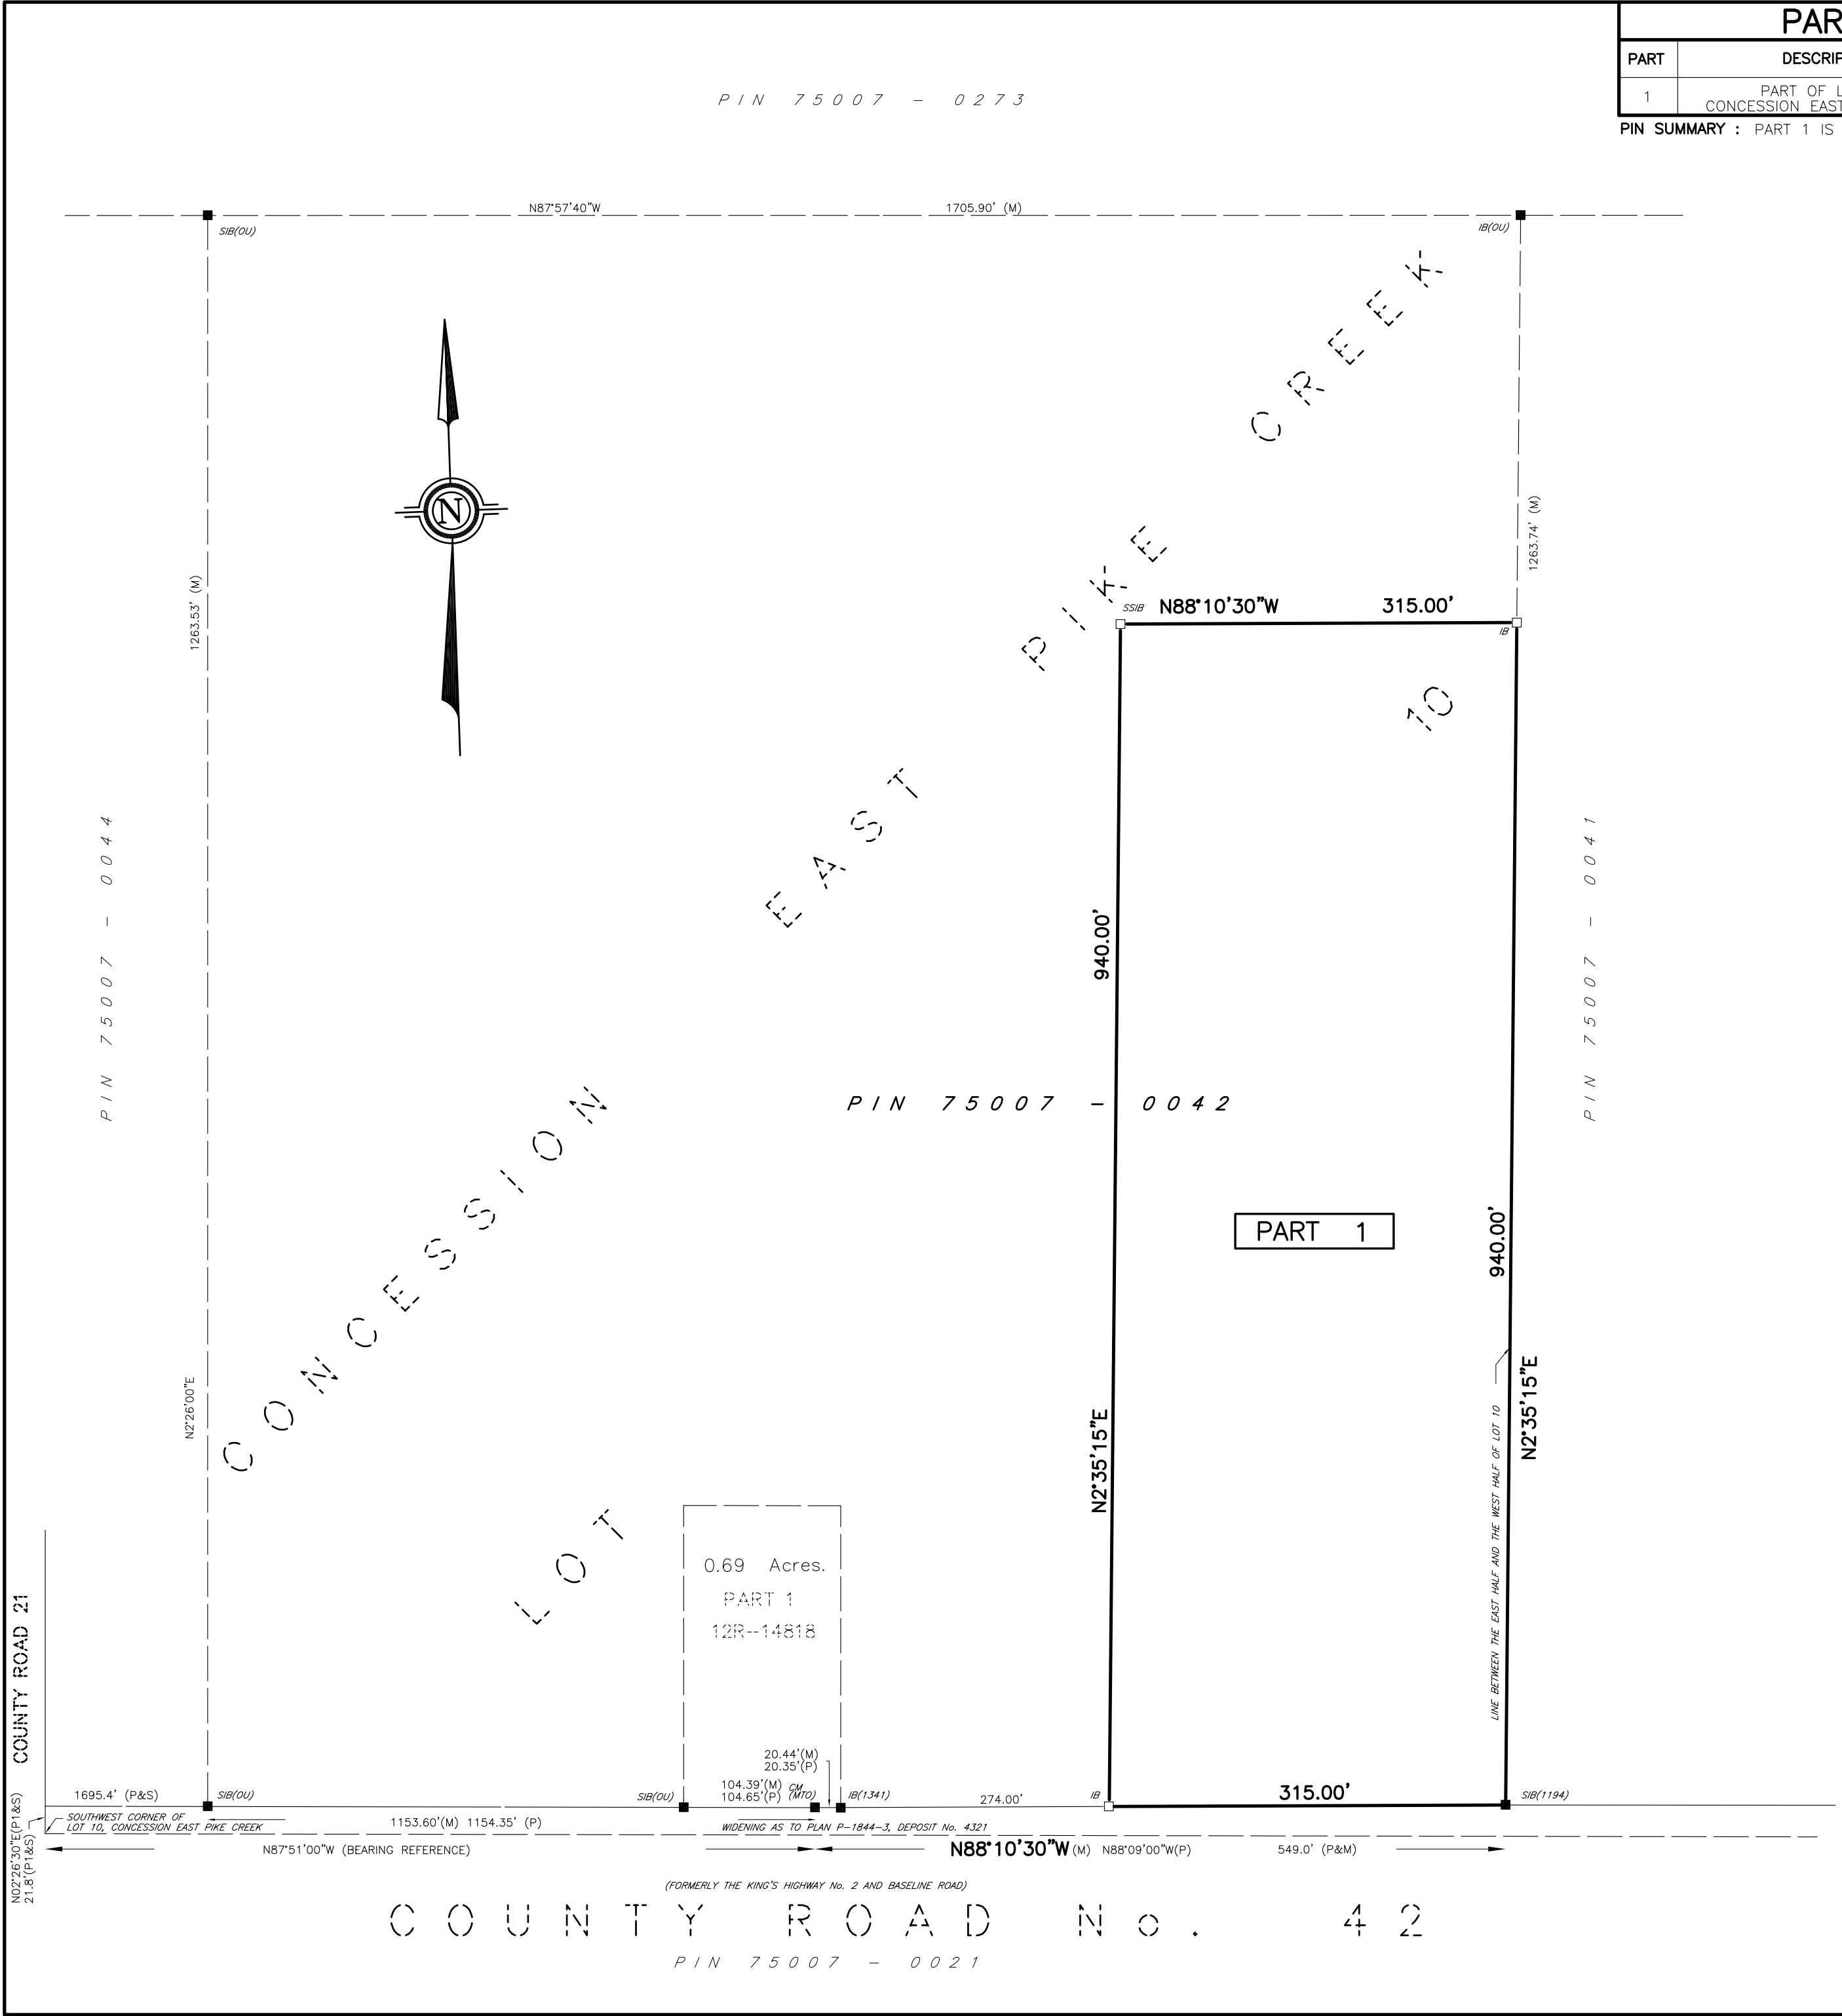 PAR
PART DESCRIP
1 PART OF L
CONCESSION EAST
PIN SUMMARY : PART 1 IS
PIN 75007 - 0273
N87°57'40"W 1705.90' (M)
SIB(OU) IB(OU)
N
1263.53' (M)
1263.74' (M)
SSIB N88°10'30"W 315.00'
IB
LOT 10
CONCESSION EAST PIKE CREEK
PIN 75007 - 0044
PIN 75007 - 0041
940.00'
PIN 75007 - 0042
PART 1
940.00'
N2°35'15"E
N2°35'15"E
N2°26'00"E
LINE BETWEEN THE EAST HALF AND THE WEST HALF OF LOT 10
0.69 Acres.
PART 1
12R-14818
COUNTY ROAD 21
N02°26'30"E(P1&S)
21.8'(P1&S)
20.44'(M)
20.35'(P)
104.39'(M) CM
104.65'(P) (MTO)
1695.4' (P&S) SIB(OU) SIB(OU) IB(1341) 274.00' IB 315.00' SIB(1194)
SOUTHWEST CORNER OF
LOT 10, CONCESSION EAST PIKE CREEK
1153.60'(M) 1154.35' (P)
WIDENING AS TO PLAN P-1844-3, DEPOSIT No. 4321
N87°51'00"W (BEARING REFERENCE) N88°10'30"W (M) N88°09'00"W(P) 549.0' (P&M)
(FORMERLY THE KING'S HIGHWAY No. 2 AND BASELINE ROAD)
COUNTY ROAD No. 42
PIN 75007 - 0021